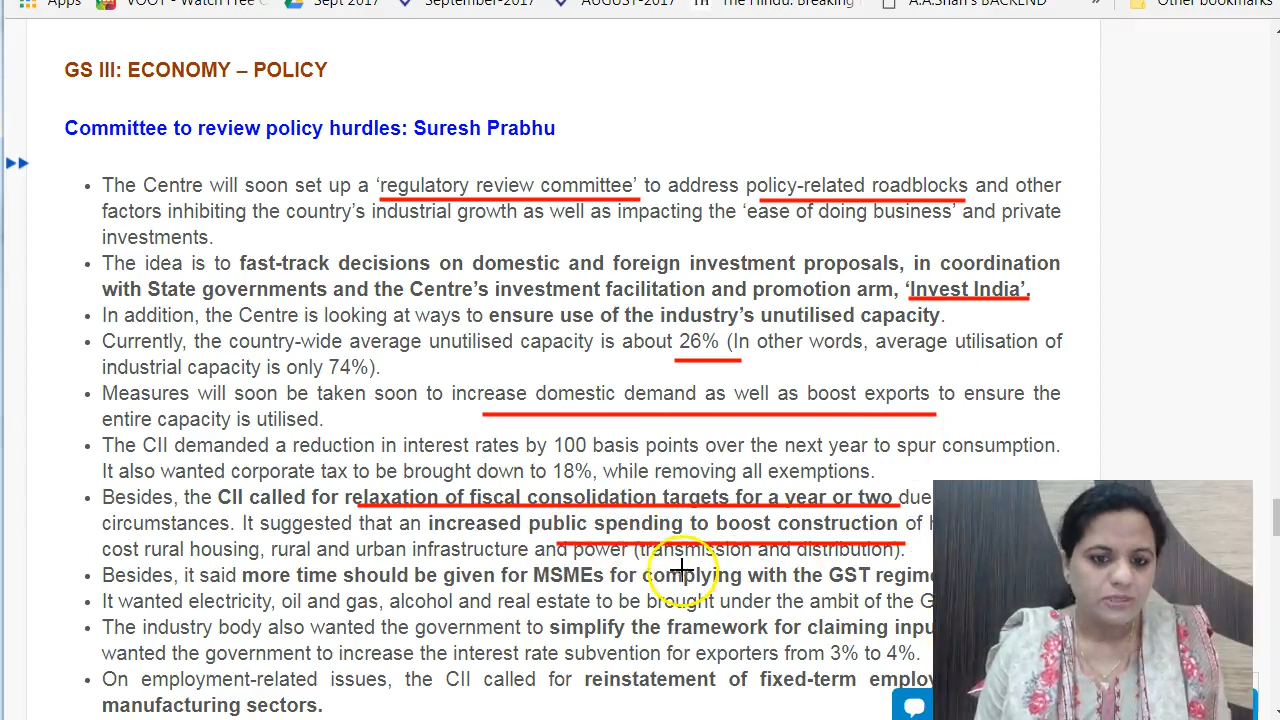 Apps VOOT - Watch Free Sept 2017 September-2017 AUGUST-2017 TH The Hindu: Breaking A.A.Shah's BACKEND » Other bookmarks
GS III: ECONOMY – POLICY
Committee to review policy hurdles: Suresh Prabhu
• The Centre will soon set up a ‘regulatory review committee’ to address policy-related roadblocks and other
factors inhibiting the country’s industrial growth as well as impacting the ‘ease of doing business’ and private
investments.
• The idea is to fast-track decisions on domestic and foreign investment proposals, in coordination
with State governments and the Centre’s investment facilitation and promotion arm, ‘Invest India’.
• In addition, the Centre is looking at ways to ensure use of the industry’s unutilised capacity.
• Currently, the country-wide average unutilised capacity is about 26% (In other words, average utilisation of
industrial capacity is only 74%).
• Measures will soon be taken soon to increase domestic demand as well as boost exports to ensure the
entire capacity is utilised.
• The CII demanded a reduction in interest rates by 100 basis points over the next year to spur consumption.
It also wanted corporate tax to be brought down to 18%, while removing all exemptions.
• Besides, the CII called for relaxation of fiscal consolidation targets for a year or two due
circumstances. It suggested that an increased public spending to boost construction of
cost rural housing, rural and urban infrastructure and power (transmission and distribution).
• Besides, it said more time should be given for MSMEs for complying with the GST regime
• It wanted electricity, oil and gas, alcohol and real estate to be brought under the ambit of the
• The industry body also wanted the government to simplify the framework for claiming
wanted the government to increase the interest rate subvention for exporters from 3% to 4%.
• On employment-related issues, the CII called for reinstatement of fixed-term
manufacturing sectors.